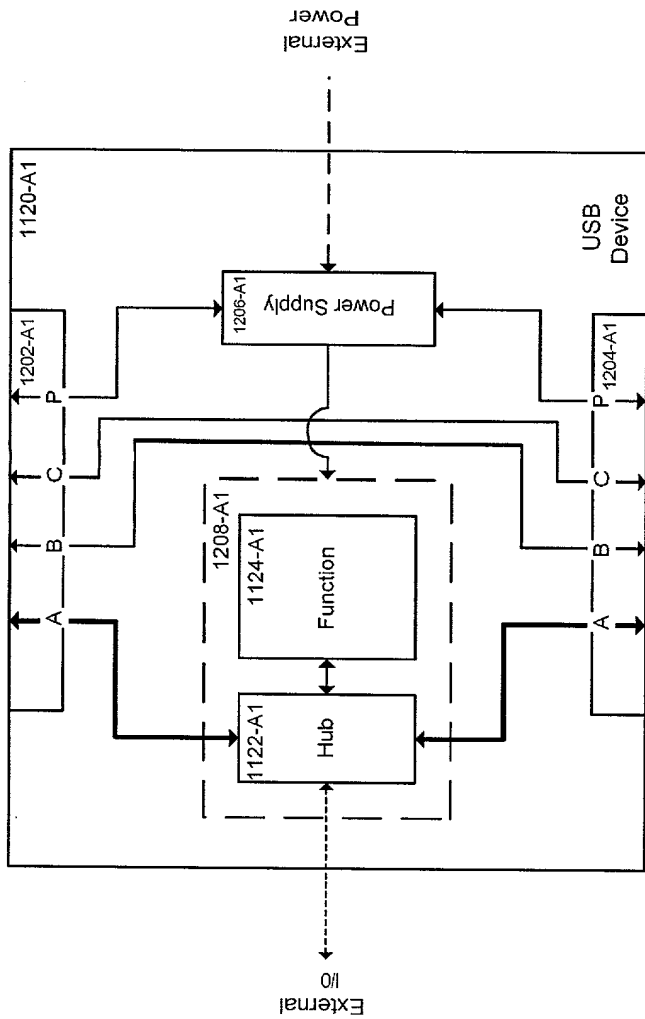 External
Power
1120-A1
1202-A1
A B C P
1206-A1
Power Supply
1208-A1
1124-A1
Function
1122-A1
Hub
External
I/O
A B C P
1204-A1
USB
Device